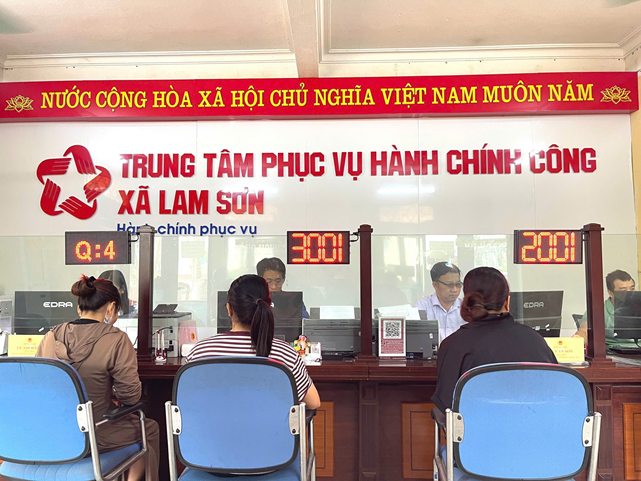 NƯỚC CỘNG HÒA XÃ HỘI CHỦ NGHĨA VIỆT NAM MUÔN NĂM
TRUNG TÂM PHỤC VỤ HÀNH CHÍNH CÔNG
XÃ LAM SƠN
Hành chính phục vụ
Q:4
3001
2001
EDRA
EDRA